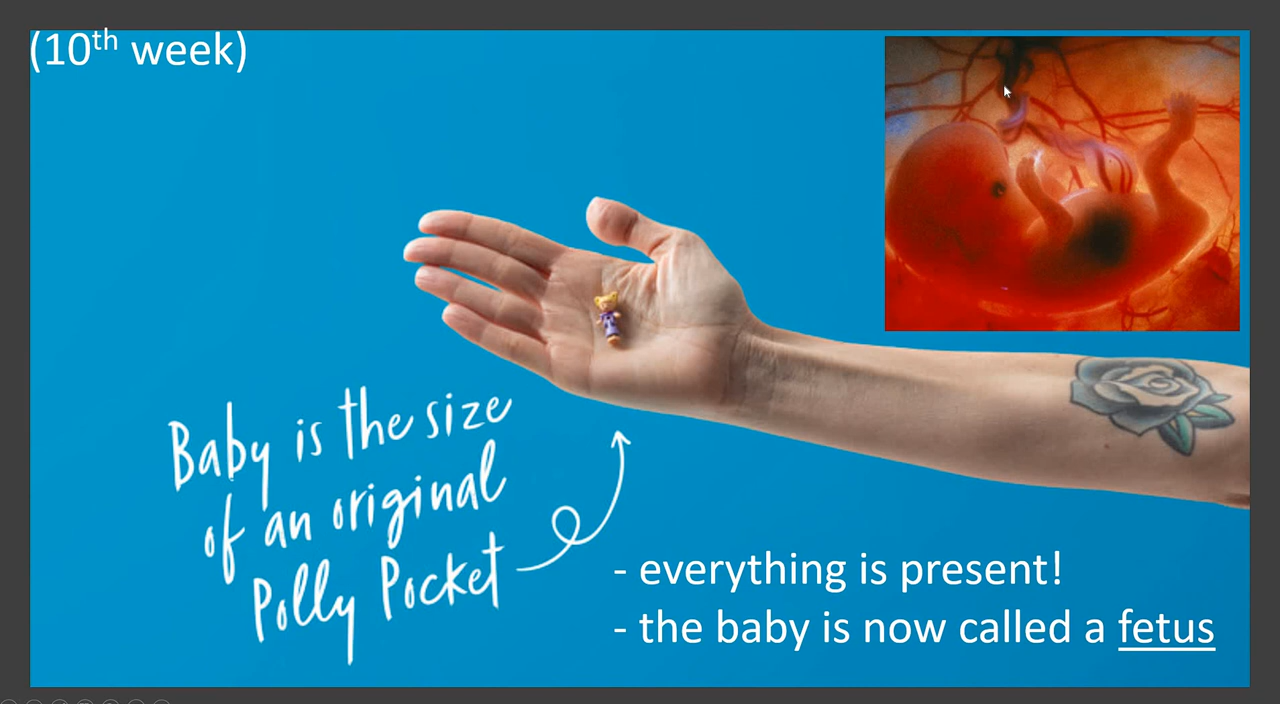 (10th week)
Baby is the size
of an original
Polly Pocket
- everything is present!
- the baby is now called a fetus